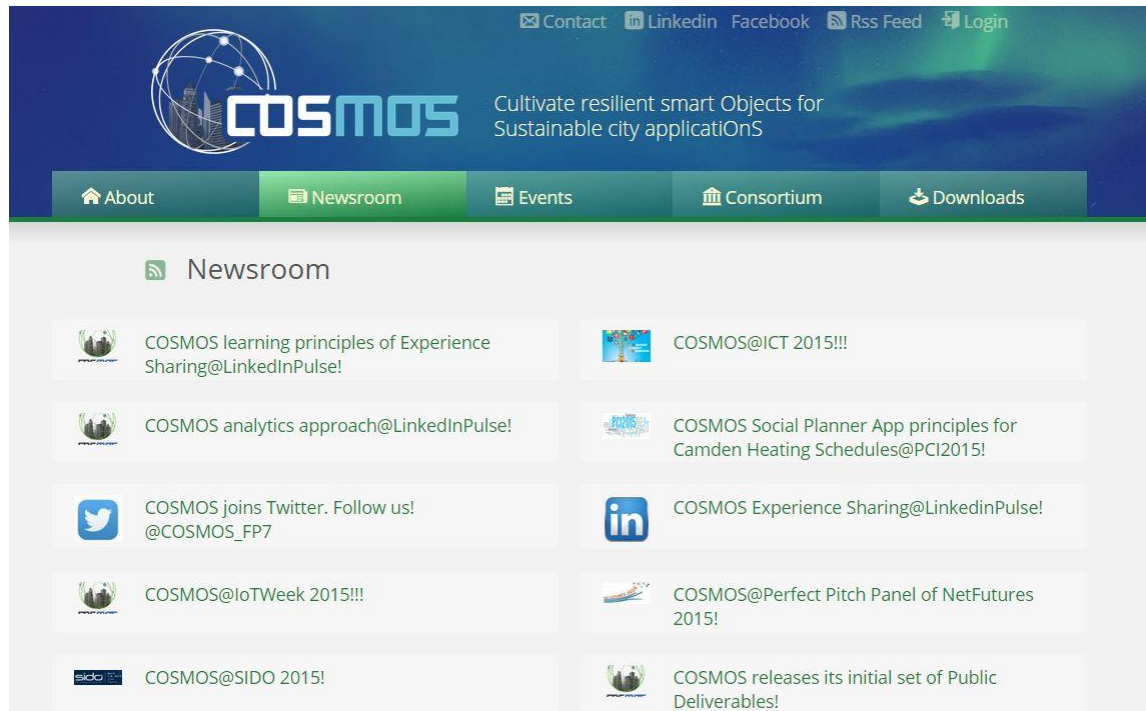 Contact Linkedin Facebook Rss Feed Login
COSMOS
Cultivate resilient smart Objects for
Sustainable city applicatiOnS
About Newsroom Events Consortium Downloads
Newsroom
COSMOS learning principles of Experience
Sharing@LinkedInPulse!
COSMOS@ICT 2015!!!
COSMOS analytics approach@LinkedInPulse!
COSMOS Social Planner App principles for
Camden Heating Schedules@PCI2015!
COSMOS joins Twitter. Follow us!
@COSMOS_FP7
in
COSMOS Experience Sharing@LinkedinPulse!
COSMOS@IoTWeek 2015!!!
COSMOS@Perfect Pitch Panel of NetFutures
2015!
sido
COSMOS@SIDO 2015!
COSMOS releases its initial set of Public
Deliverables!